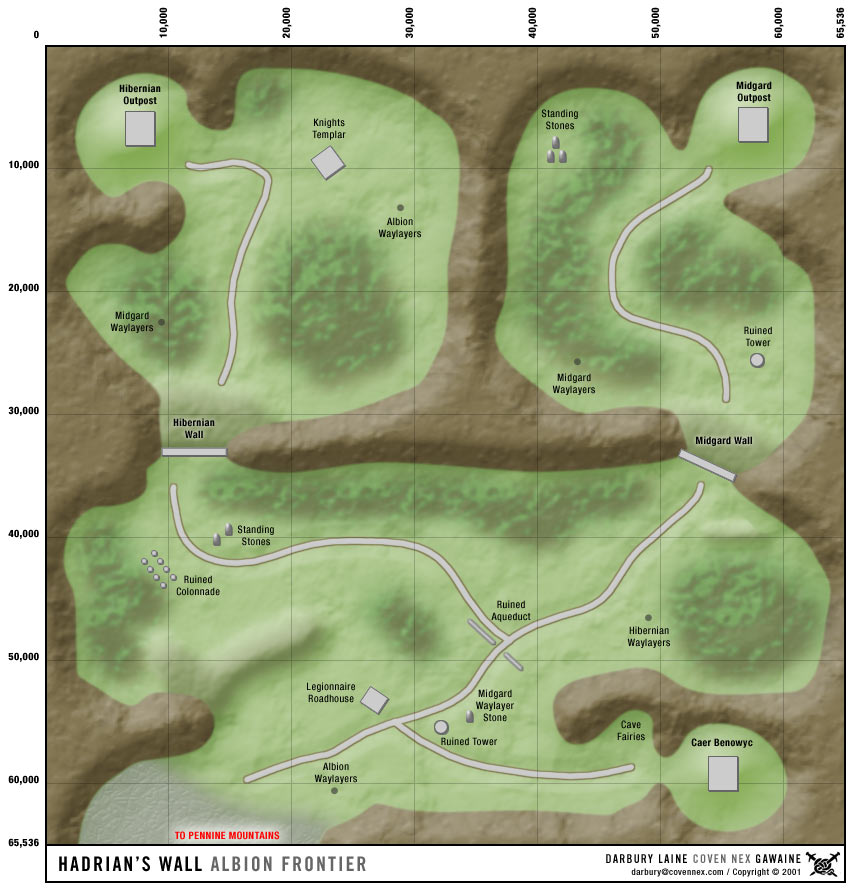 0
10,000
20,000
30,000
40,000
50,000
60,000
65,536
Hibernian
Outpost
Midgard
Outpost
Knights
Templar
Standing
Stones
10,000
Albion
Waylayers
20,000
Midgard
Waylayers
Ruined
Tower
Midgard
Waylayers
30,000
Hibernian
Wall
Midgard Wall
40,000
Standing
Stones
Ruined
Colonnade
Ruined
Aqueduct
Hibernian
Waylayers
50,000
Legionnaire
Roadhouse
Midgard
Waylayer
Stone
Cave
Fairies
Ruined Tower
Caer Benowyc
Albion
Waylayers
60,000
TO PENNINE MOUNTAINS
65,536
HADRIAN'S WALL ALBION FRONTIER
DARBURY LAINE COVEN NEX GAWAINE
darbury@covennex.com / Copyright © 2001